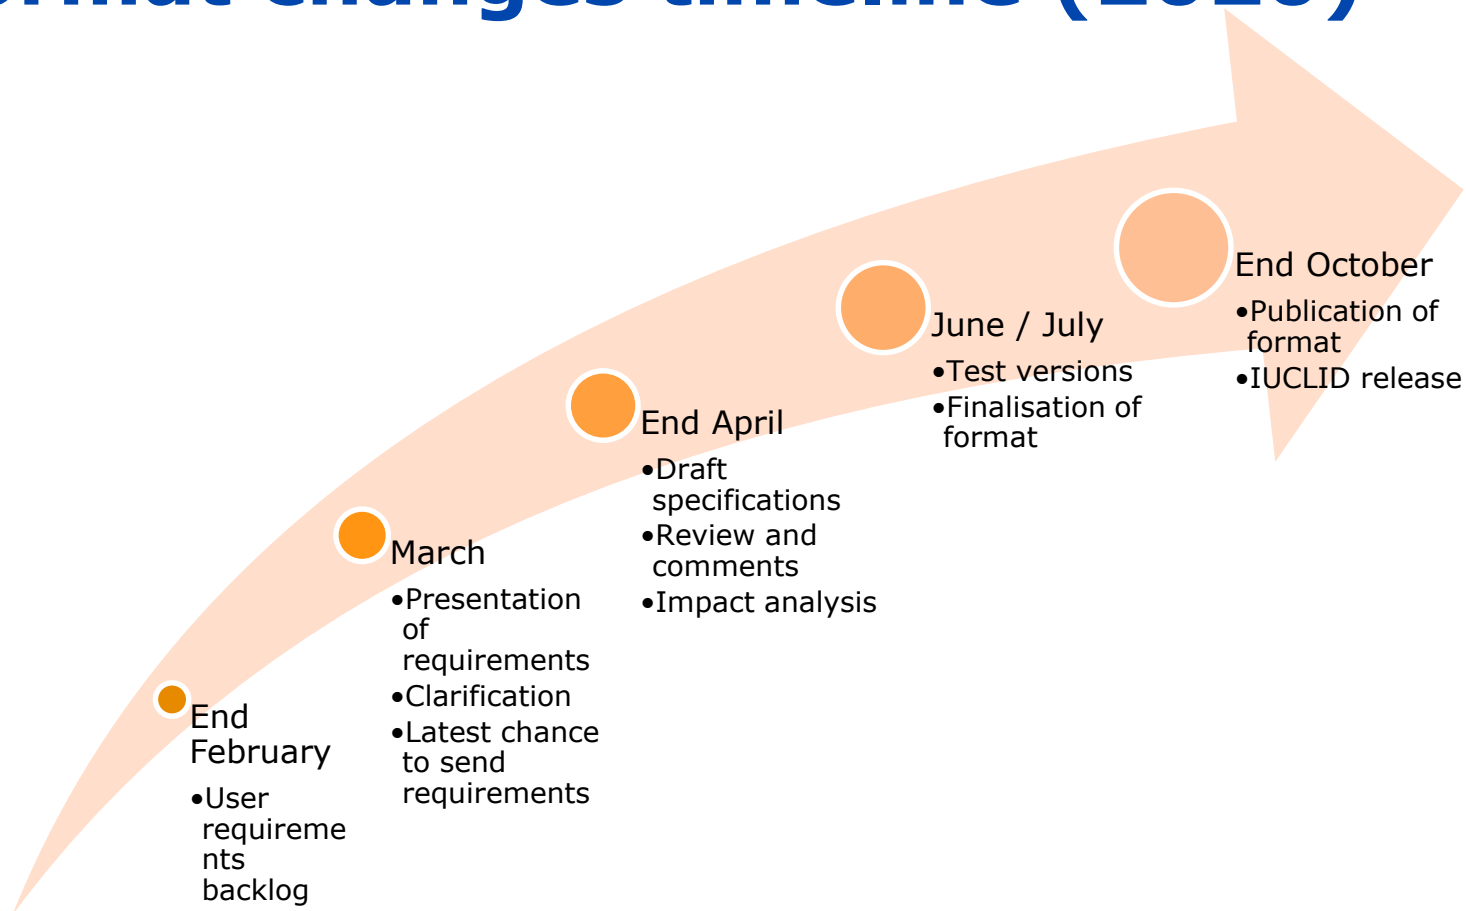 changes timeline
End October
•Publication of
format
•IUCLID release
June / July
•Test versions
•Finalisation of
format
End April
•Draft
specifications
•Review and
comments
•Impact analysis
March
•Presentation
of
requirements
•Clarification
•Latest chance
to send
requirements
End
February
•User
requireme
nts
backlog